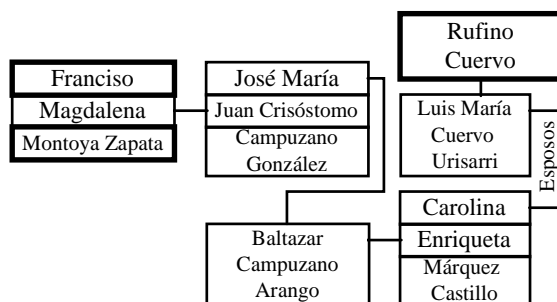 Franciso
Magdalena
Montoya Zapata
José María
Juan Crisóstomo
Campuzano
González
Rufino
Cuervo
Luis María
Cuervo
Urisarri
Esposos
Baltazar
Campuzano
Arango
Carolina
Enriqueta
Márquez
Castillo